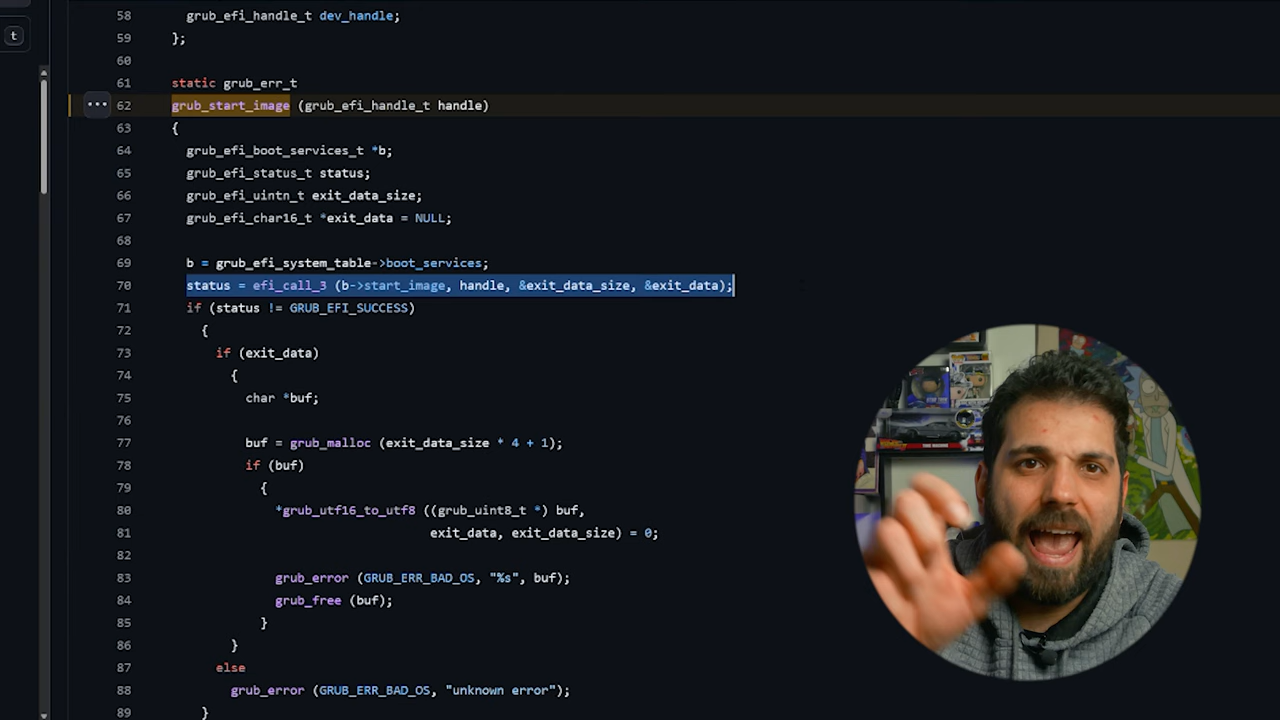 t
58 grub_efi_handle_t dev_handle;
59 };
60
61 static grub_err_t
62 grub_start_image (grub_efi_handle_t handle)
63 {
64 grub_efi_boot_services_t *b;
65 grub_efi_status_t status;
66 grub_efi_uintn_t exit_data_size;
67 grub_efi_char16_t *exit_data = NULL;
68
69 b = grub_efi_system_table->boot_services;
70 status = efi_call_3 (b->start_image, handle, &exit_data_size, &exit_data);
71 if (status != GRUB_EFI_SUCCESS)
72 {
73 if (exit_data)
74 {
75 char *buf;
76
77 buf = grub_malloc (exit_data_size * 4 + 1);
78 if (buf)
79 {
80 *grub_utf16_to_utf8 ((grub_uint8_t *) buf,
81 exit_data, exit_data_size) = 0;
82
83 grub_error (GRUB_ERR_BAD_OS, "%s", buf);
84 grub_free (buf);
85 }
86 }
87 else
88 grub_error (GRUB_ERR_BAD_OS, "unknown error");
89 }